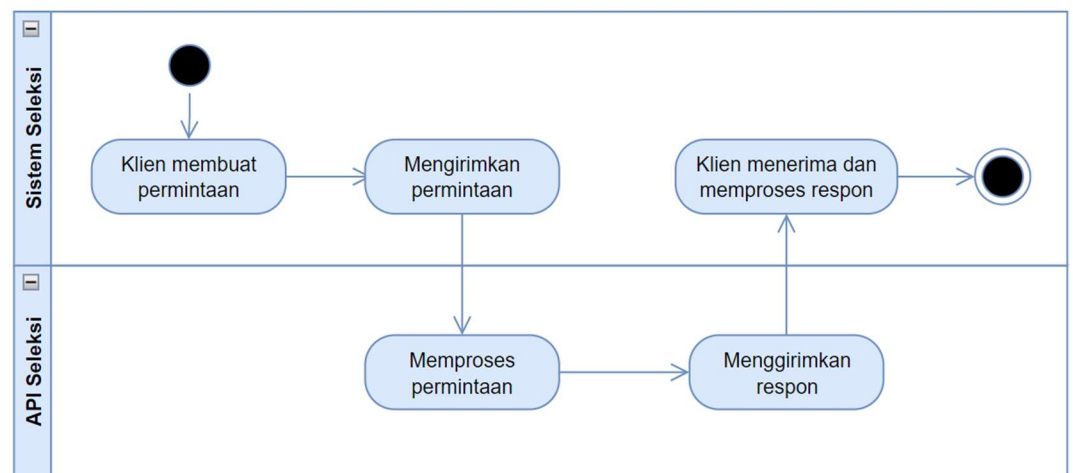 Sistem Seleksi
Klien membuat
permintaan
Mengirimkan
permintaan
Klien menerima dan
memproses respon
API Seleksi
Memproses
permintaan
Menggirimkan
respon